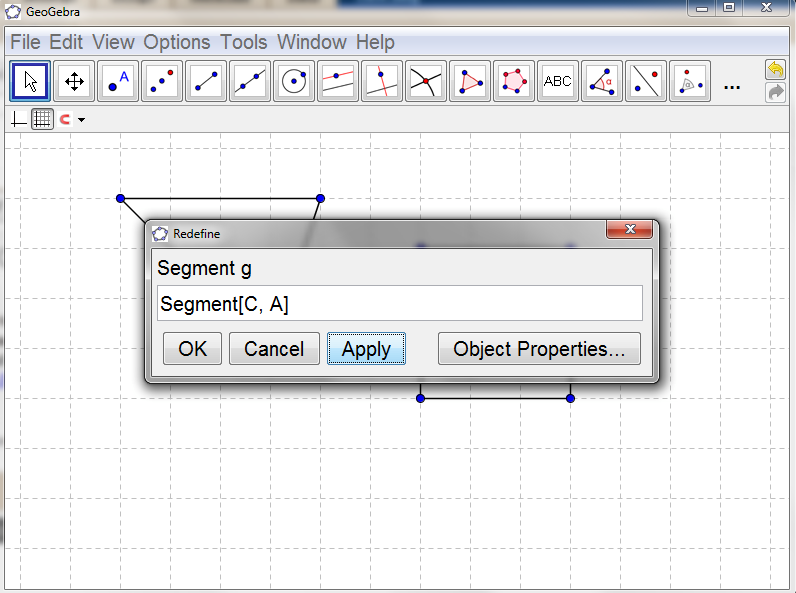 GeoGebra
File Edit View Options Tools Window Help
A
ABC
α
α
...
Redefine
Segment g
Segment[C, A]
OK Cancel Apply Object Properties...